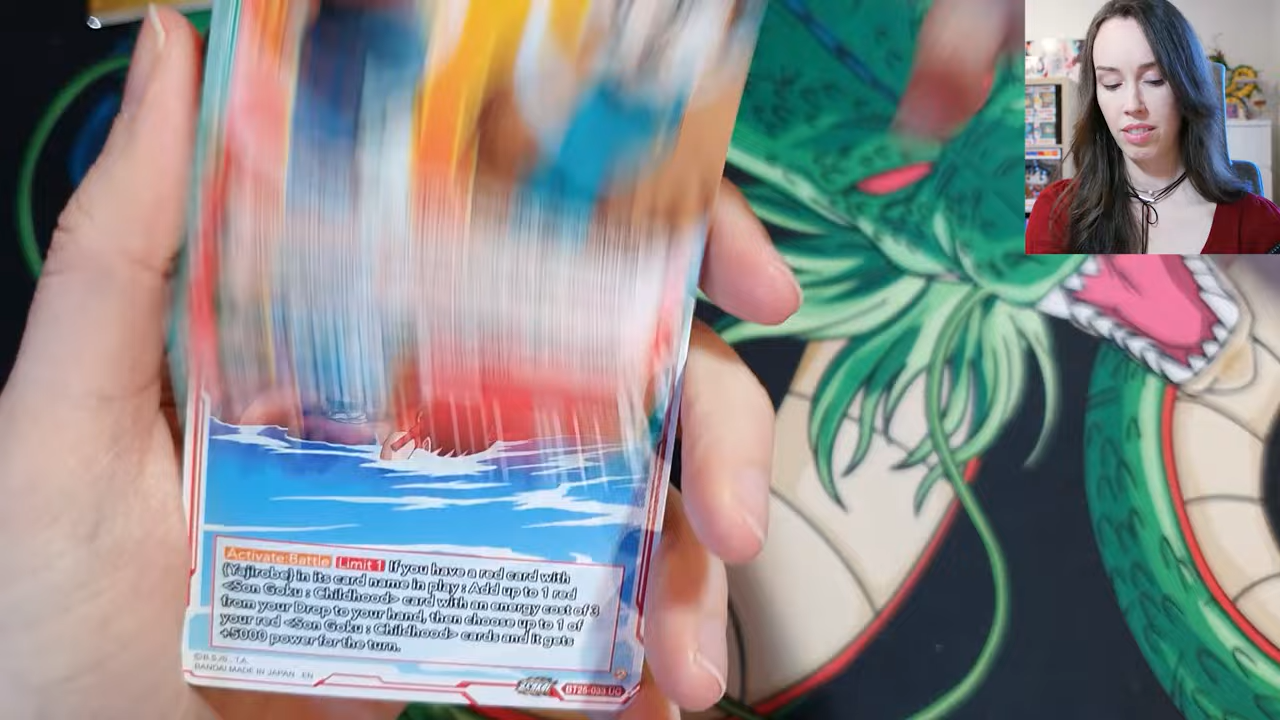 Activate:Battle Limit 1 If you have a red card with
{Yajirobe} in its card name in play : Add up to 1 red
<Son Goku : Childhood> card with an energy cost of 3
from your Drop to your hand, then choose up to 1 of
your red <Son Goku : Childhood> cards and it gets
+5000 power for the turn.
©B.S./S., T.A.
BANDAI MADE IN JAPAN EN
BT26-033 UC